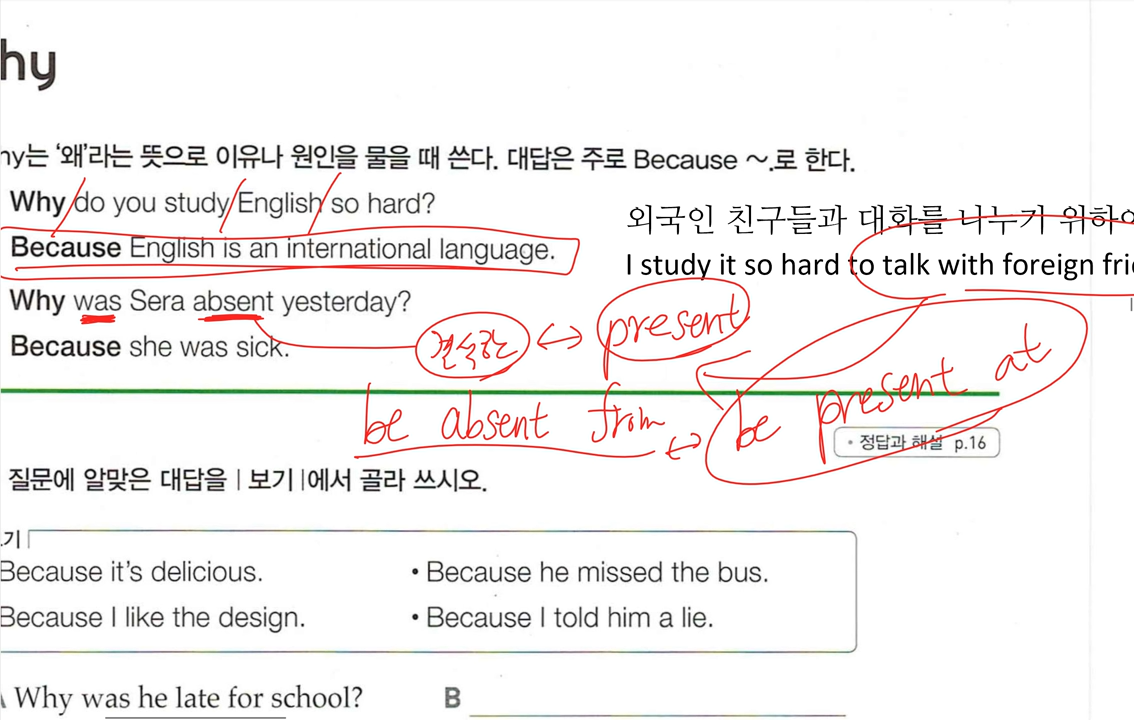 hy
hy는 '왜'라는 뜻으로 이유나 원인을 물을 때 쓴다. 대답은 주로 Because ~.로 한다.
Why do you study English so hard?
Because English is an international language.
외국인 친구들과 대화를 나누기 위하여
I study it so hard to talk with foreign frie
Why was Sera absent yesterday?
Because she was sick.
결석한 ↔ present
be absent from ↔ be present at
• 정답과 해설 p.16
질문에 알맞은 대답을 | 보기 |에서 골라 쓰시오.
기
Because it's delicious.
• Because he missed the bus.
Because I like the design.
• Because I told him a lie.
A Why was he late for school?
B